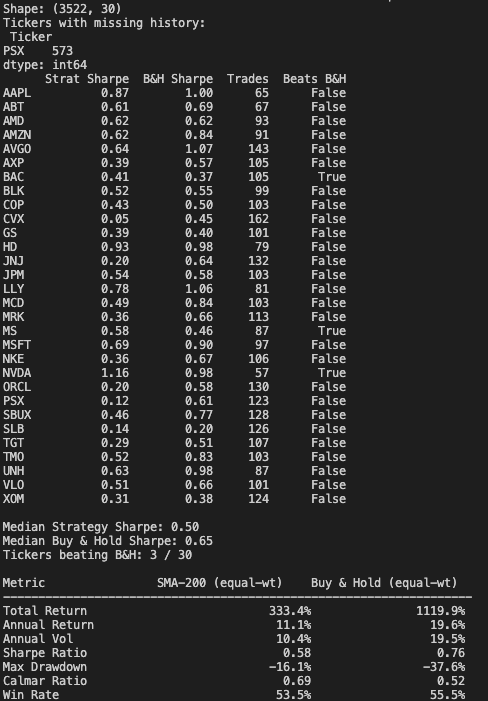 Shape: (3522, 30)
Tickers with missing history:
Ticker
PSX 573
dtype: int64
Strat Sharpe B&H Sharpe Trades Beats B&H
AAPL 0.87 1.00 65 False
ABT 0.61 0.69 67 False
AMD 0.62 0.62 93 False
AMZN 0.62 0.84 91 False
AVGO 0.64 1.07 143 False
AXP 0.39 0.57 105 False
BAC 0.41 0.37 105 True
BLK 0.52 0.55 99 False
COP 0.43 0.50 103 False
CVX 0.05 0.45 162 False
GS 0.39 0.40 101 False
HD 0.93 0.98 79 False
JNJ 0.20 0.64 132 False
JPM 0.54 0.58 103 False
LLY 0.78 1.06 81 False
MCD 0.49 0.84 103 False
MRK 0.36 0.66 113 False
MS 0.58 0.46 87 True
MSFT 0.69 0.90 97 False
NKE 0.36 0.67 106 False
NVDA 1.16 0.98 57 True
ORCL 0.20 0.58 130 False
PSX 0.12 0.61 123 False
SBUX 0.46 0.77 128 False
SLB 0.14 0.20 126 False
TGT 0.29 0.51 107 False
TMO 0.52 0.83 103 False
UNH 0.63 0.98 87 False
VLO 0.51 0.66 101 False
XOM 0.31 0.38 124 False
Median Strategy Sharpe: 0.50
Median Buy & Hold Sharpe: 0.65
Tickers beating B&H: 3 / 30
Metric SMA-200 (equal-wt) Buy & Hold (equal-wt)
Total Return 333.4% 1119.9%
Annual Return 11.1% 19.6%
Annual Vol 10.4% 19.5%
Sharpe Ratio 0.58 0.76
Max Drawdown -16.1% -37.6%
Calmar Ratio 0.69 0.52
Win Rate 53.5% 55.5%